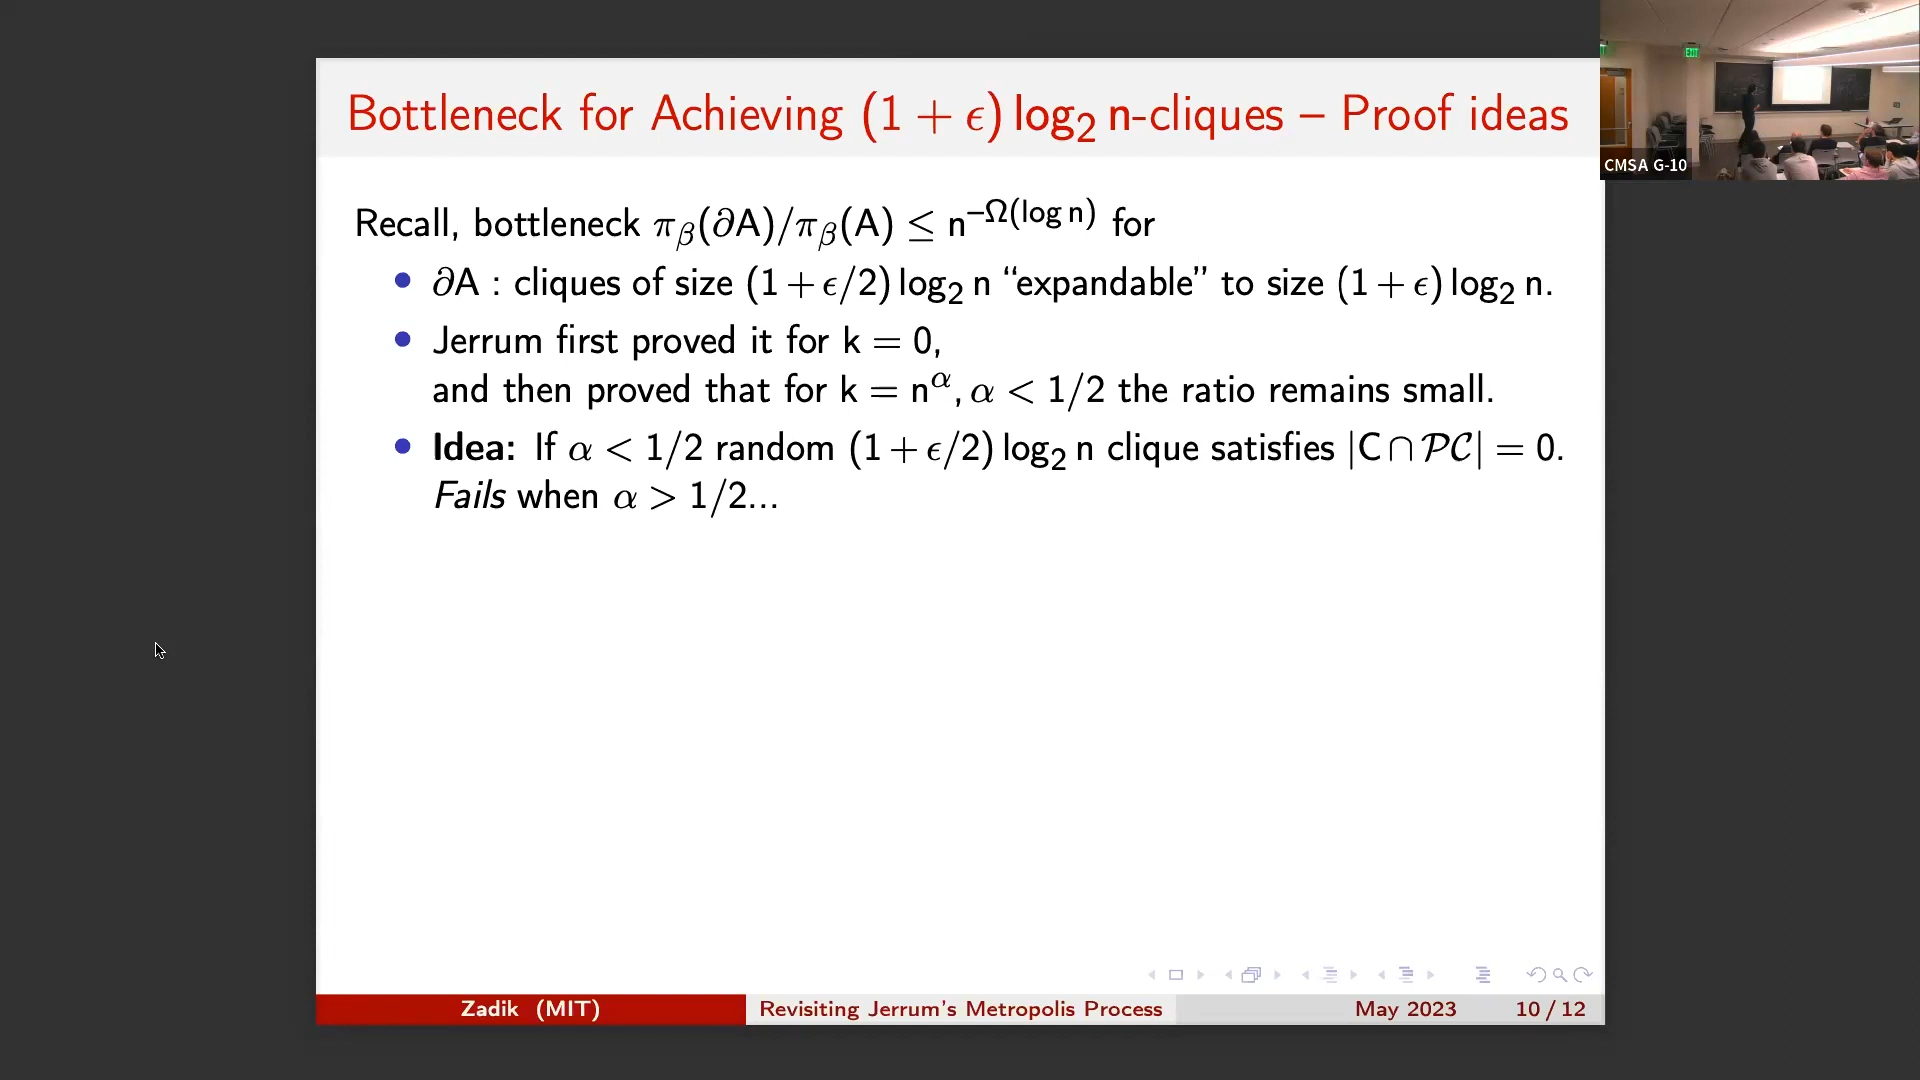 Bottleneck for Achieving (1 + ϵ) log₂ n-cliques – Proof ideas
EXIT
CMSA G-10
Recall, bottleneck π_β(∂A)/π_β(A) ≤ n^{−Ω(log n)} for
• ∂A : cliques of size (1 + ϵ/2) log₂ n “expandable” to size (1 + ϵ) log₂ n.
• Jerrum first proved it for k = 0,
and then proved that for k = n^α, α < 1/2 the ratio remains small.
• Idea: If α < 1/2 random (1 + ϵ/2) log₂ n clique satisfies |C ∩ 𝒫𝒞| = 0.
Fails when α > 1/2...
Zadik (MIT)
Revisiting Jerrum's Metropolis Process
May 2023
10 / 12